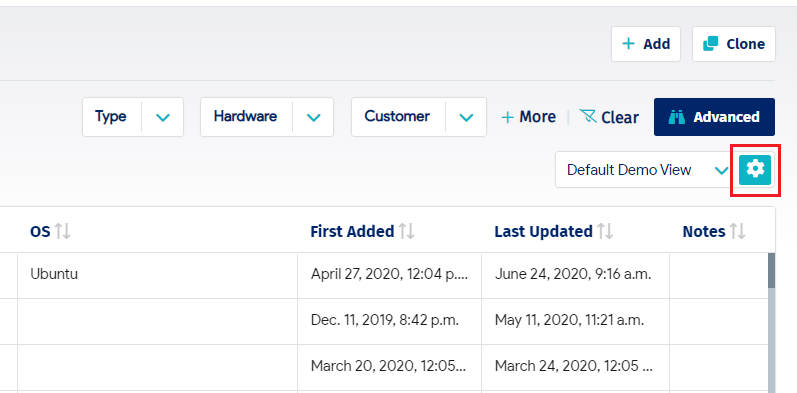 Add Clone
Type Hardware Customer More Clear Advanced
Default Demo View
OS First Added Last Updated Notes
Ubuntu April 27, 2020, 12:04 p.... June 24, 2020, 9:16 a.m.
Dec. 11, 2019, 8:42 p.m. May 11, 2020, 11:21 a.m.
March 20, 2020, 12:05... March 24, 2020, 12:05 ...